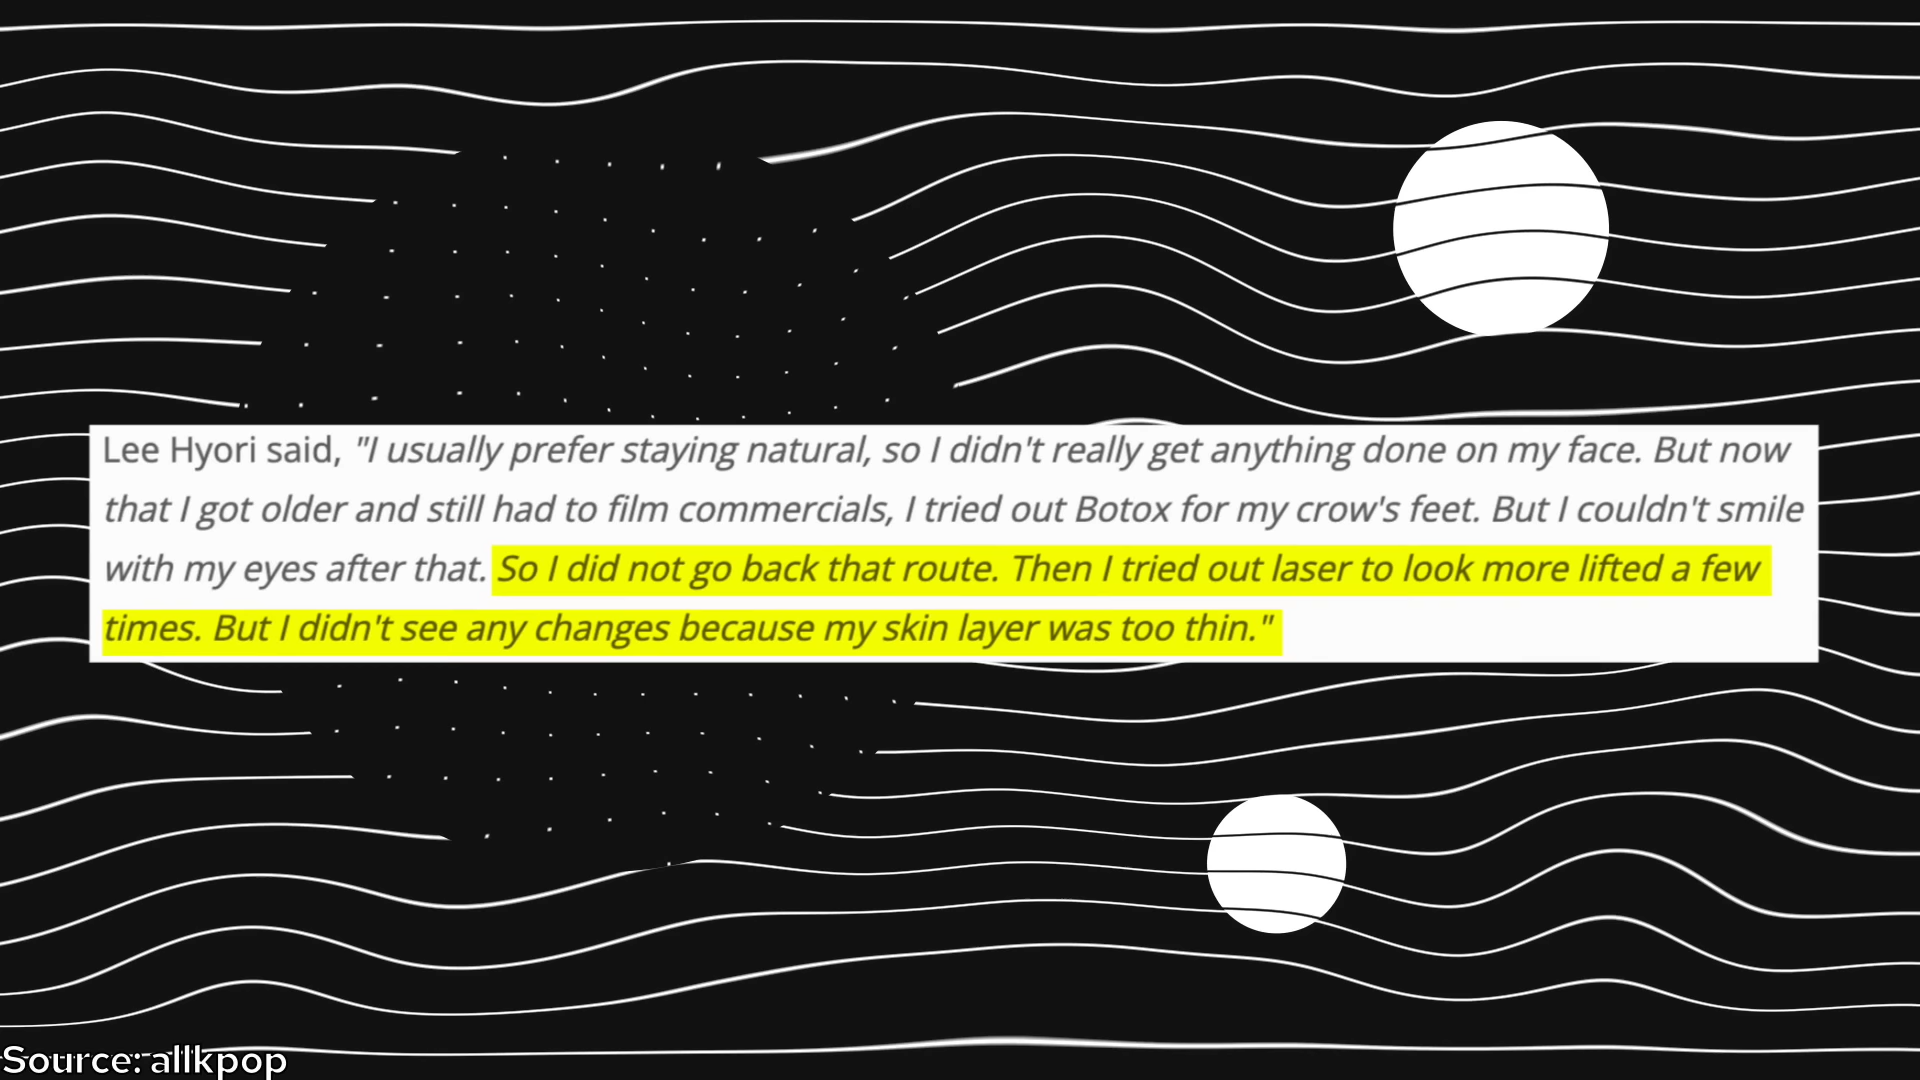 Lee Hyori said, "I usually prefer staying natural, so I didn't really get anything done on my face. But now
that I got older and still had to film commercials, I tried out Botox for my crow's feet. But I couldn't smile
with my eyes after that. So I did not go back that route. Then I tried out laser to look more lifted a few
times. But I didn't see any changes because my skin layer was too thin."
Source: allkpop